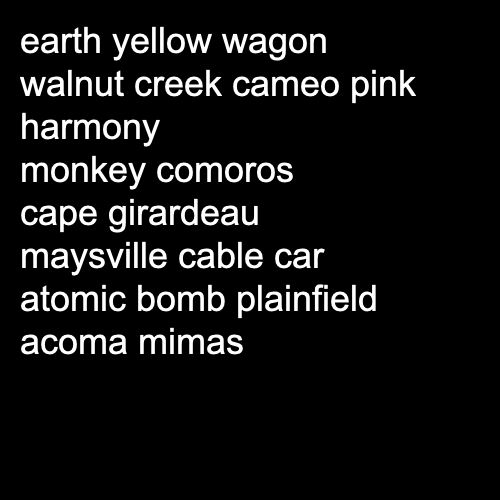 earth yellow wagon
walnut creek cameo pink
harmony
monkey comoros
cape girardeau
maysville cable car
atomic bomb plainfield
acoma mimas